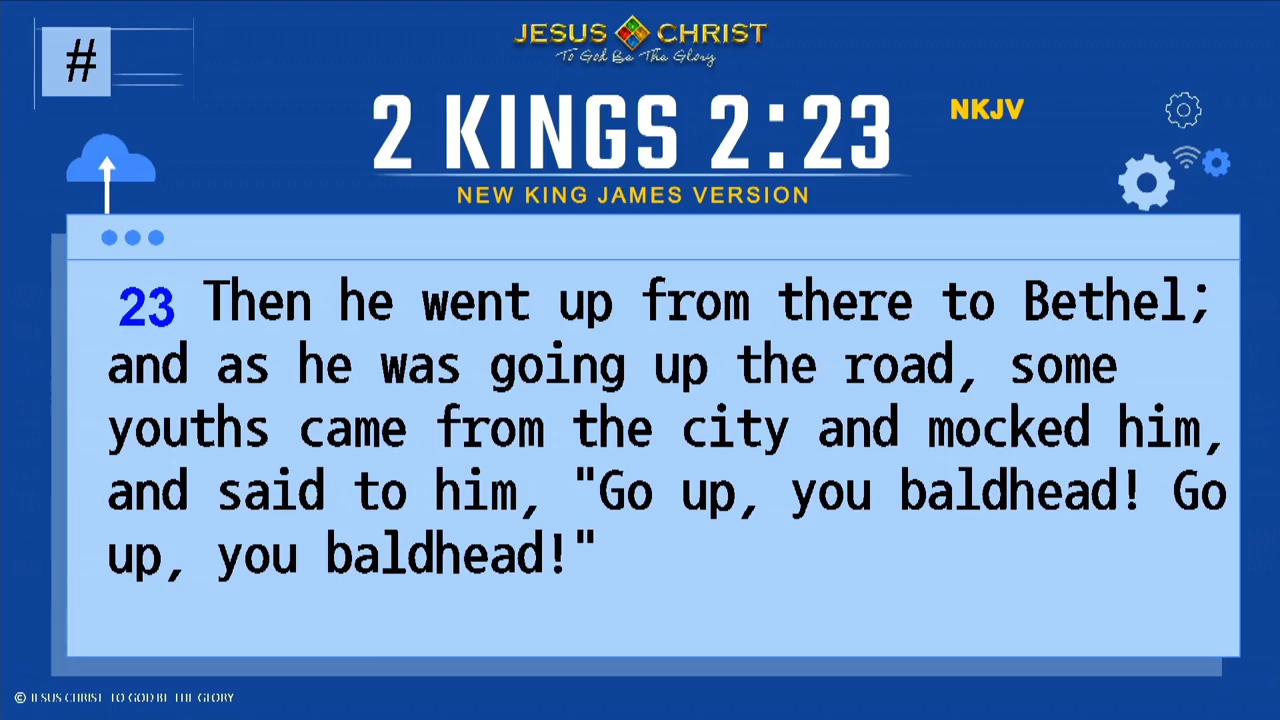 #
JESUS CHRIST
To God Be The Glory
2 KINGS 2:23
NKJV
NEW KING JAMES VERSION
23 Then he went up from there to Bethel;
and as he was going up the road, some
youths came from the city and mocked him,
and said to him, "Go up, you baldhead! Go
up, you baldhead!"
© JESUS CHRIST TO GOD BE THE GLORY